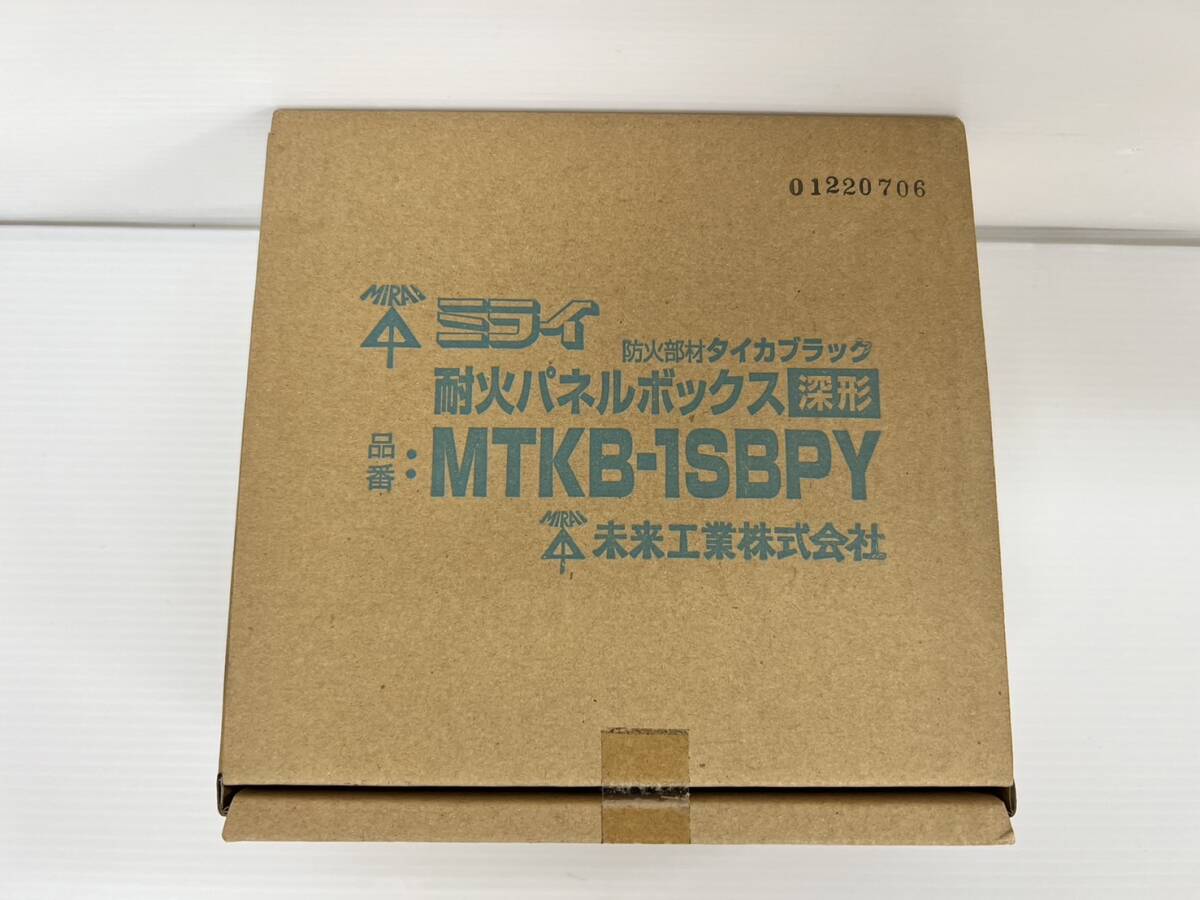 01220706
MIRAI
ミライ
防火部材タイカブラック
耐火パネルボックス 深形
品番:MTKB-1SBPY
MIRAI
未来工業株式会社